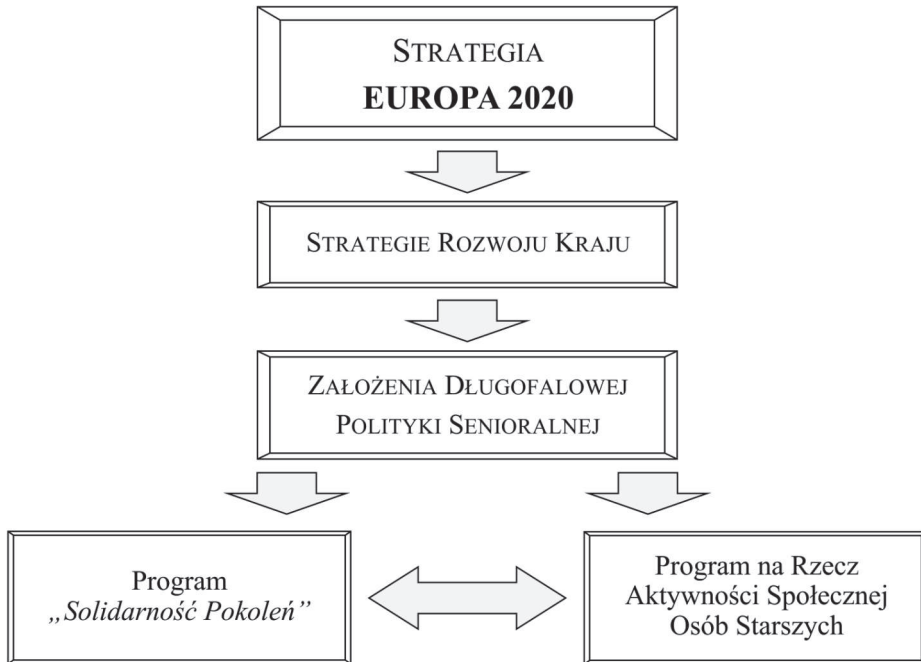 STRATEGIA
EUROPA 2020
STRATEGIE ROZWOJU KRAJU
ZAŁOŻENIA DŁUGOFALOWEJ
POLITYKI SENIORALNEJ
Program
„Solidarność Pokoleń”
Program na Rzecz
Aktywności Społecznej
Osób Starszych